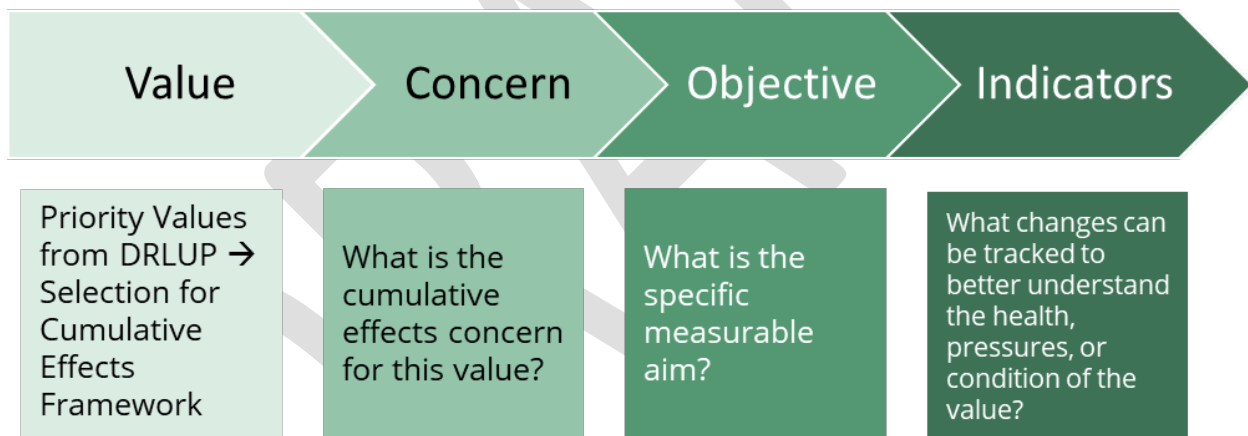 Value
Concern
Objective
Indicators
Priority Values
from DRLUP →
Selection for
Cumulative
Effects
Framework
What is the
cumulative
effects concern
for this value?
What is the
specific
measurable
aim?
What changes can
be tracked to
better understand
the health,
pressures, or
condition of the
value?